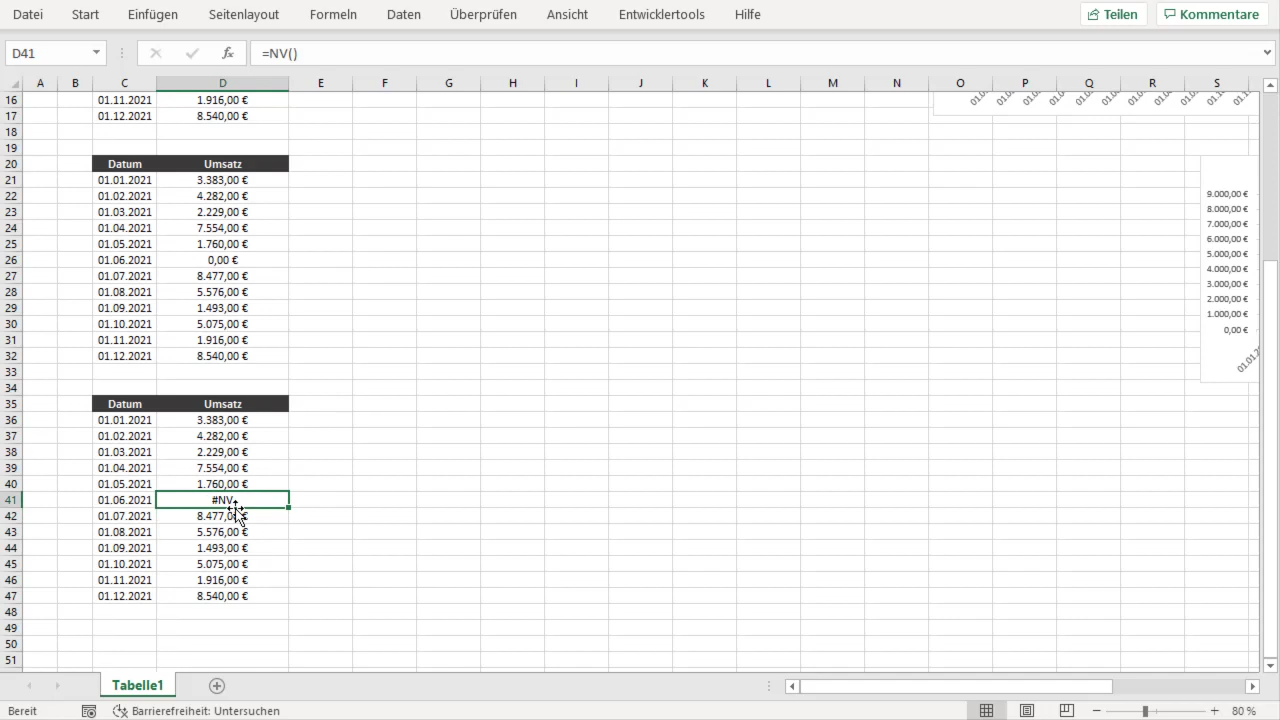 Datei Start Einfügen Seitenlayout Formeln Daten Überprüfen Ansicht Entwicklertools Hilfe Teilen Kommentare
D41 fx =NV()
A B C D E F G H I J K L M N O P Q R S
16 01.11.2021 1.916,00 €
17 01.12.2021 8.540,00 €
18
19
20 Datum Umsatz
21 01.01.2021 3.383,00 €
22 01.02.2021 4.282,00 € 9.000,00 €
23 01.03.2021 2.229,00 € 8.000,00 €
24 01.04.2021 7.554,00 € 7.000,00 €
25 01.05.2021 1.760,00 € 6.000,00 €
26 01.06.2021 0,00 € 5.000,00 €
27 01.07.2021 8.477,00 € 4.000,00 €
28 01.08.2021 5.576,00 € 3.000,00 €
29 01.09.2021 1.493,00 € 2.000,00 €
30 01.10.2021 5.075,00 € 1.000,00 €
31 01.11.2021 1.916,00 € 0,00 €
32 01.12.2021 8.540,00 €
33
34
35 Datum Umsatz
36 01.01.2021 3.383,00 €
37 01.02.2021 4.282,00 €
38 01.03.2021 2.229,00 €
39 01.04.2021 7.554,00 €
40 01.05.2021 1.760,00 €
41 01.06.2021 #NV
42 01.07.2021 8.477,00 €
43 01.08.2021 5.576,00 €
44 01.09.2021 1.493,00 €
45 01.10.2021 5.075,00 €
46 01.11.2021 1.916,00 €
47 01.12.2021 8.540,00 €
48
49
50
51
Tabelle1
Bereit Barrierefreiheit: Untersuchen 80 %